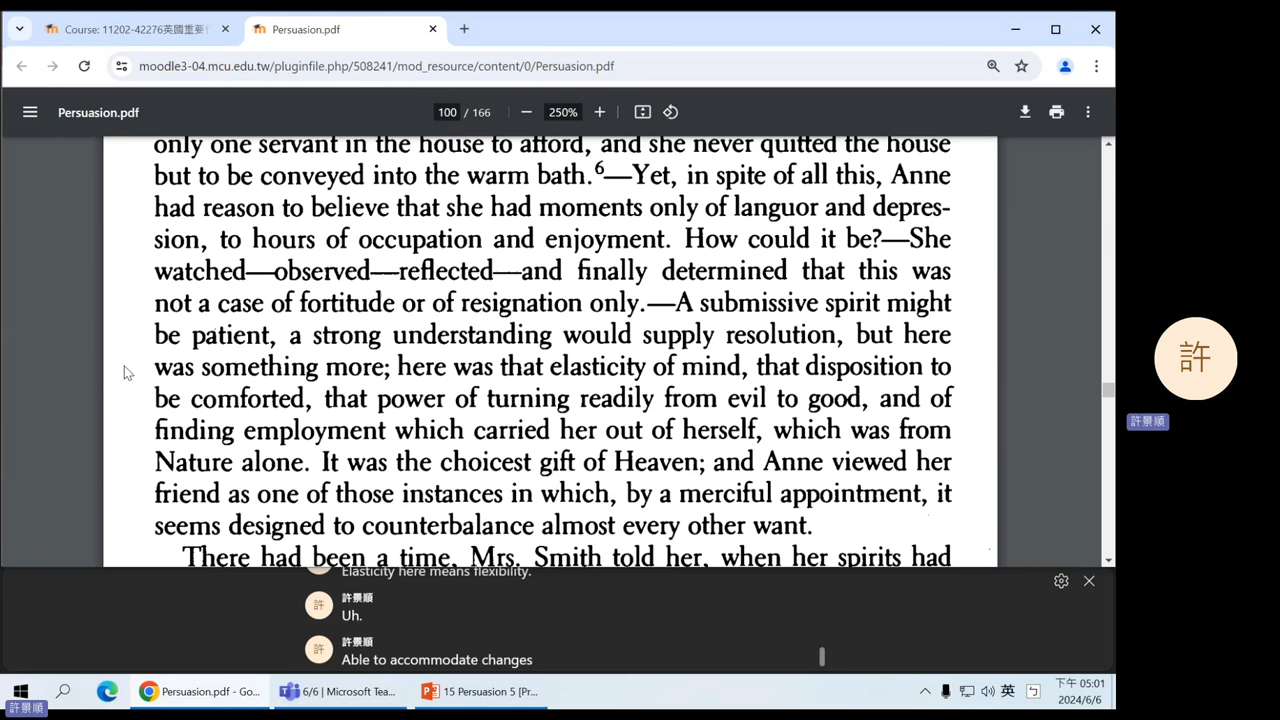 Course: 11202-42276英國重要
Persuasion.pdf
moodle3-04.mcu.edu.tw/pluginfile.php/508241/mod_resource/content/0/Persuasion.pdf
Persuasion.pdf
100 / 166
250%
only one servant in the house to afford, and she never quitted the house
but to be conveyed into the warm bath.⁶—Yet, in spite of all this, Anne
had reason to believe that she had moments only of languor and depres-
sion, to hours of occupation and enjoyment. How could it be?—She
watched—observed—reflected—and finally determined that this was
not a case of fortitude or of resignation only.—A submissive spirit might
be patient, a strong understanding would supply resolution, but here
was something more; here was that elasticity of mind, that disposition to
be comforted, that power of turning readily from evil to good, and of
finding employment which carried her out of herself, which was from
Nature alone. It was the choicest gift of Heaven; and Anne viewed her
friend as one of those instances in which, by a merciful appointment, it
seems designed to counterbalance almost every other want.
There had been a time, Mrs. Smith told her, when her spirits had
許
許景順
Elasticity here means flexibility.
許景順
許
Uh.
許景順
許
Able to accommodate changes
Persuasion.pdf - Go...
6/6 | Microsoft Tea...
15 Persuasion 5 [Pr...
英
下午 05:01
2024/6/6
許景順